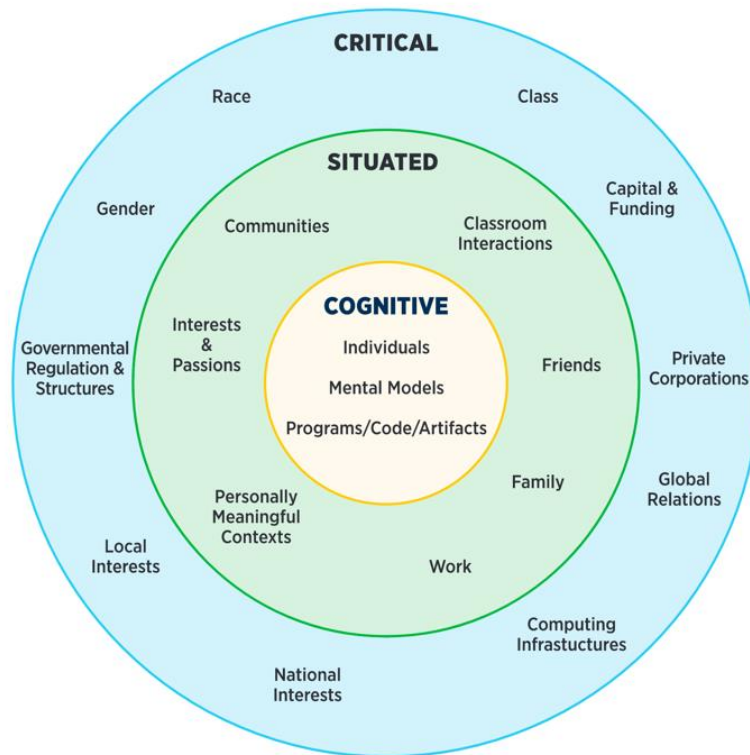 CRITICAL
Race
Class
Gender
Capital &
Funding
Governmental
Regulation &
Structures
Private
Corporations
Global
Relations
Local
Interests
Computing
Infrastuctures
National
Interests
SITUATED
Communities
Classroom
Interactions
Interests
&
Passions
Friends
Family
Personally
Meaningful
Contexts
Work
COGNITIVE
Individuals
Mental Models
Programs/Code/Artifacts